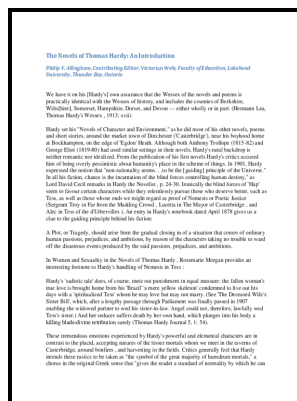 The Novels of Thomas Hardy: An Introduction
Philip V. Allingham, Contributing Editor, Victorian Web; Faculty of Education, Lakehead
University, Thunder Bay, Ontario
We have it on his [Hardy's] own assurance that the Wessex of the novels and poems is
practically identical with the Wessex of history, and includes the counties of Berkshire,
Wilts[hire], Somerset, Hampshire, Dorset, and Devon — either wholly or in part. (Hermann Lea,
Thomas Hardy's Wessex , 1913: xvii)
Hardy set his "Novels of Character and Environment," as he did most of his other novels, poems
and short stories, around the market town of Dorchester ('Casterbridge'), near his boyhood home
at Bockhampton, on the edge of 'Egdon' Heath. Although both Anthony Trollope (1815-82) and
George Eliot (1819-80) had used similar settings in their novels, Hardy's rural backdrop is
neither romantic nor idealized. From the publication of his first novels Hardy's critics accused
him of being overly pessimistic about humanity's place in the scheme of things. In 1901, Hardy
expressed the notion that "non-rationality seems. . . to be the [guiding] principle of the Universe."
In all his fiction, chance is the incarnation of the blind forces controlling human destiny," as
Lord David Cecil remarks in Hardy the Novelist , p. 24-30. Ironically the blind forces of 'Hap'
seem to favour certain characters while they relentlessly pursue those who deserve better, such as
Tess, as well as those whose ends we might regard as proof of Nemesis or Poetic Justice
(Sergeant Troy in Far from the Madding Crowd , Lucetta in The Mayor of Casterbridge , and
Alec in Tess of the d'Urbervilles ). An entry in Hardy's notebook dated April 1878 gives us a
clue to the guiding principle behind his fiction:
A Plot, or Tragedy, should arise from the gradual closing in of a situation that comes of ordinary
human passions, prejudices, and ambitions, by reason of the characters taking no trouble to ward
off the disastrous events produced by the said passions, prejudices, and ambitions.
In Women and Sexuality in the Novels of Thomas Hardy , Rosemarie Morgan provides an
interesting footnote to Hardy's handling of Nemesis in Tess :
Hardy's 'sadistic tale' does, of course, mete out punishment in equal measure: the fallen woman's
true love is brought home from his 'Brazil' 'a mere yellow skeleton' condemned to live out his
days with a 'spiritualized Tess' whom he may love but may not marry. (See 'The Deceased Wife's
Sister Bill', which, after a lengthy passage through Parliament was finally passed in 1907
enabling the widowed partner to wed his sister-in-law. Angel could not, therefore, lawfully wed
Tess's sister.) And her seducer suffers death by her own hand, which plunges into his body a
killing blade-divine retribution surely (Thomas Hardy Journal 5, 1: 54).
These tremendous emotions experienced by Hardy's powerful and elemental characters are in
contrast to the placid, accepting natures of the lesser mortals whom we meet in the taverns of
Casterbridge, around bonfires , and harvesting in the fields. Critics generally feel that Hardy
intends these rustics to be taken as "the symbol of the great majority of humdrum mortals," a
chorus in the original Greek sense that "gives the reader a standard of normality by which he can